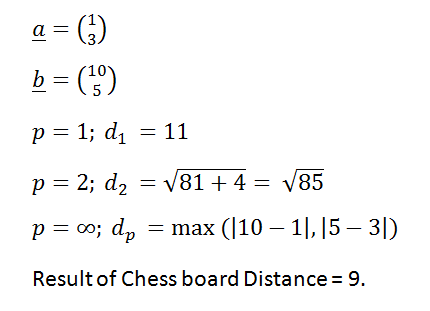 a = (1 3)
b = (10 5)
p = 1; d₁ = 11
p = 2; d₂ = √81 + 4 = √85
p = ∞; dₚ = max (|10 − 1|, |5 − 3|)
Result of Chess board Distance = 9.